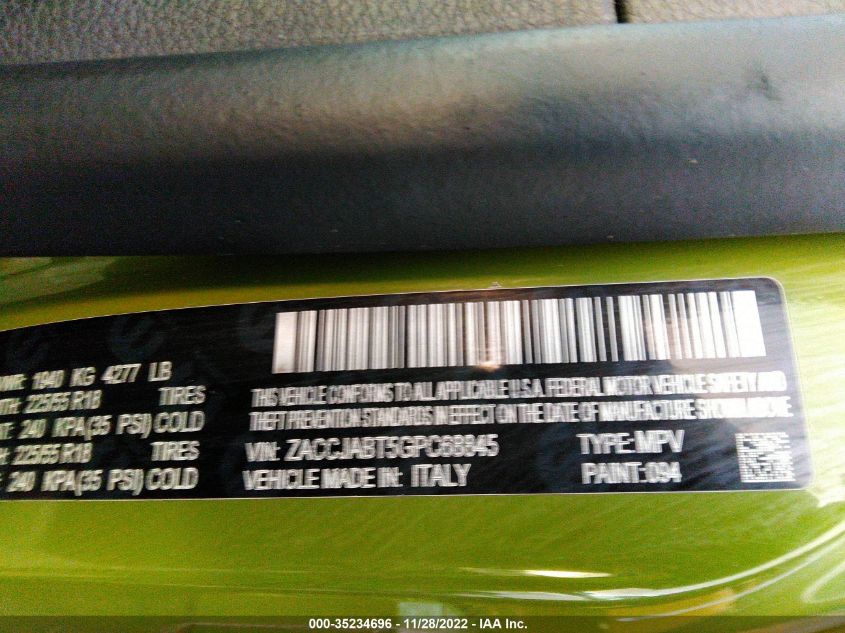 1940 KG 4277 LB
225/55 R18 TIRES
240 KPA(35 PSI) COLD
225/55 R18 TIRES
240 KPA(35 PSI) COLD
THIS VEHICLE CONFORMS TO ALL APPLICABLE U.S.A. FEDERAL MOTOR VEHICLE SAFETY AND
THEFT PREVENTION STANDARDS IN EFFECT ON THE DATE OF MANUFACTURE SHOWN ABOVE
VIN: ZACCJABT5GPC68845 TYPE: MPV
VEHICLE MADE IN: ITALY PAINT: 094
000-35234696 - 11/28/2022 - IAA Inc.